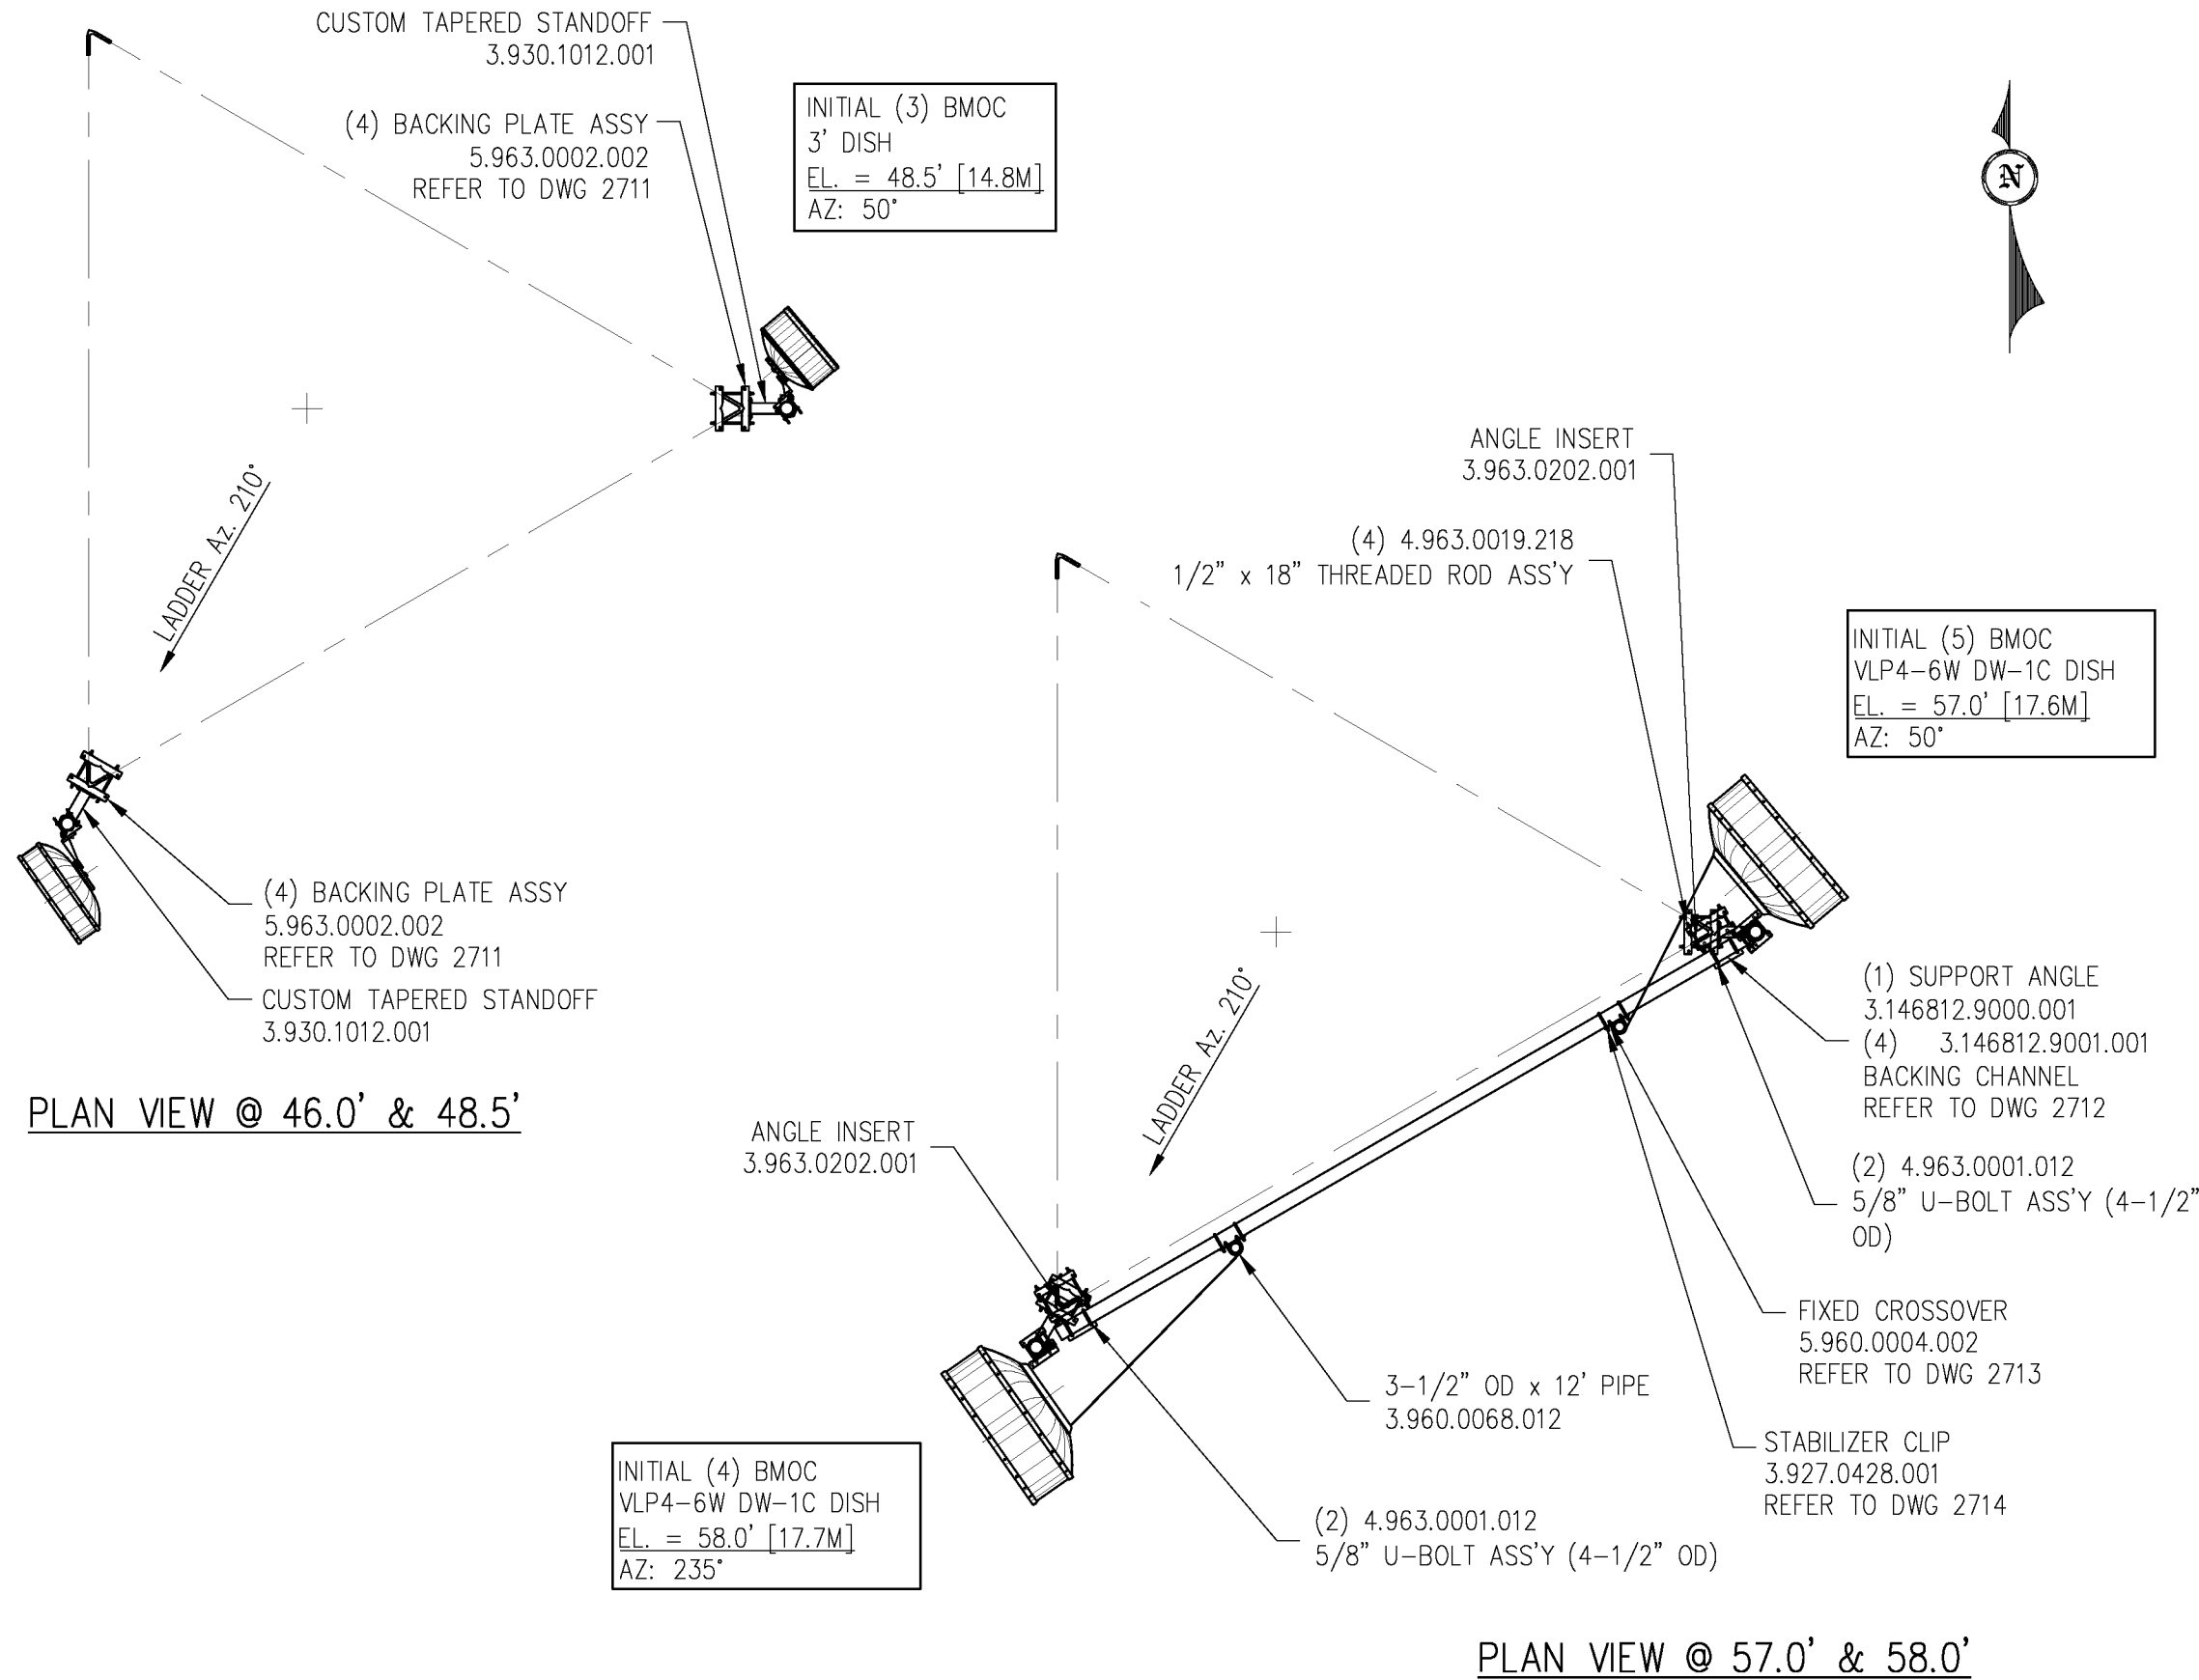 CUSTOM TAPERED STANDOFF
3.930.1012.001
(4) BACKING PLATE ASSY
5.963.0002.002
REFER TO DWG 2711
INITIAL (3) BMOC
3' DISH
EL. = 48.5' [14.8M]
AZ: 50°
N
LADDER Az. 210°
(4) BACKING PLATE ASSY
5.963.0002.002
REFER TO DWG 2711
CUSTOM TAPERED STANDOFF
3.930.1012.001
PLAN VIEW @ 46.0' & 48.5'
ANGLE INSERT
3.963.0202.001
(4) 4.963.0019.218
1/2" x 18" THREADED ROD ASS'Y
INITIAL (5) BMOC
VLP4-6W DW-1C DISH
EL. = 57.0' [17.6M]
AZ: 50°
LADDER Az. 210°
(1) SUPPORT ANGLE
3.146812.9000.001
(4) 3.146812.9001.001
BACKING CHANNEL
REFER TO DWG 2712
(2) 4.963.0001.012
5/8" U-BOLT ASS'Y (4-1/2"
OD)
FIXED CROSSOVER
5.960.0004.002
REFER TO DWG 2713
STABILIZER CLIP
3.927.0428.001
REFER TO DWG 2714
ANGLE INSERT
3.963.0202.001
3-1/2" OD x 12' PIPE
3.960.0068.012
(2) 4.963.0001.012
5/8" U-BOLT ASS'Y (4-1/2" OD)
INITIAL (4) BMOC
VLP4-6W DW-1C DISH
EL. = 58.0' [17.7M]
AZ: 235°
PLAN VIEW @ 57.0' & 58.0'